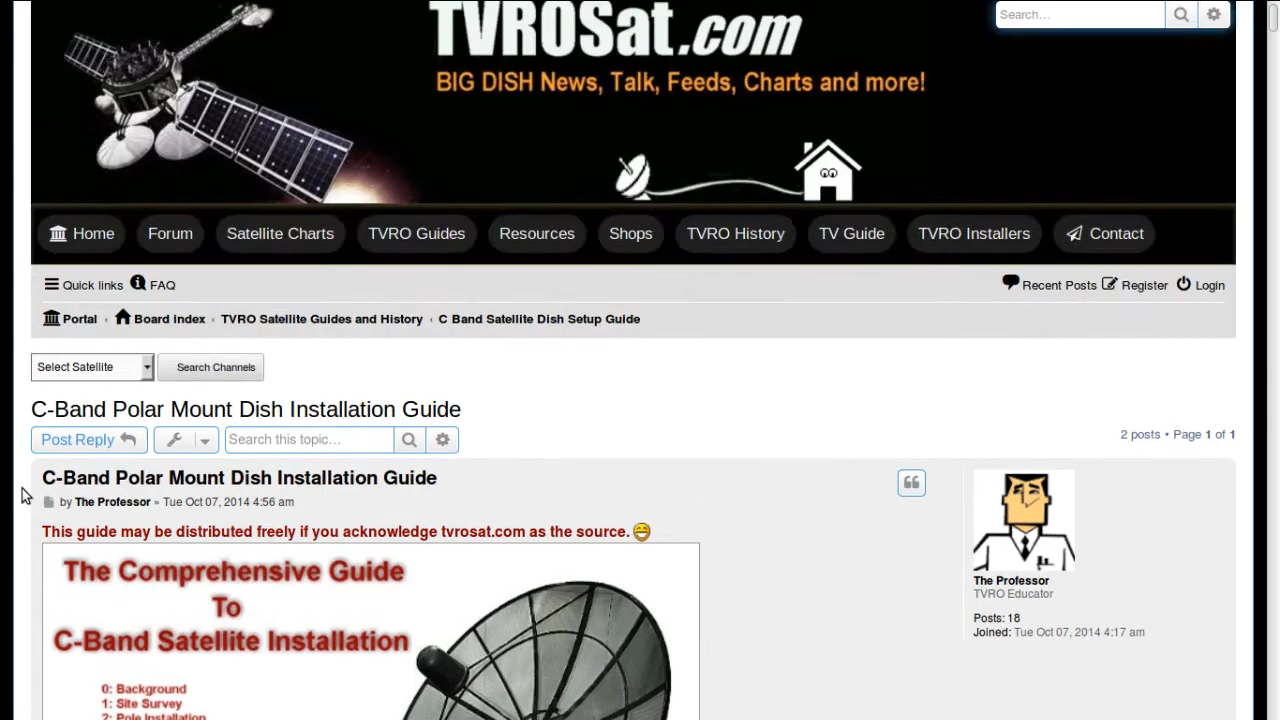 TVROSat.com
Search…
BIG DISH News, Talk, Feeds, Charts and more!
Home Forum Satellite Charts TVRO Guides Resources Shops TVRO History TV Guide TVRO Installers Contact
Quick links FAQ Recent Posts Register Login
Portal ‹ Board index ‹ TVRO Satellite Guides and History ‹ C Band Satellite Dish Setup Guide
Select Satellite Search Channels
C-Band Polar Mount Dish Installation Guide
Post Reply Search this topic… 2 posts • Page 1 of 1
C-Band Polar Mount Dish Installation Guide
by The Professor » Tue Oct 07, 2014 4:56 am
This guide may be distributed freely if you acknowledge tvrosat.com as the source.
The Comprehensive Guide
To
C-Band Satellite Installation
0: Background
1: Site Survey
2: Pole Installation
The Professor
TVRO Educator
Posts: 18
Joined: Tue Oct 07, 2014 4:17 am